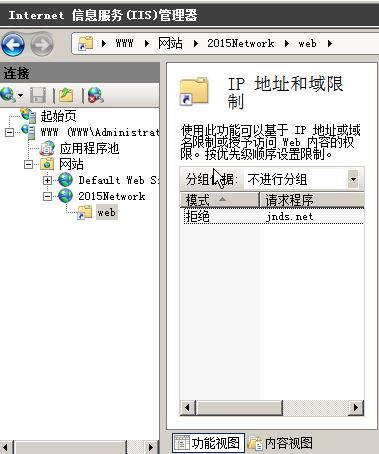 Internet 信息服务(IIS)管理器
WWW 网站 2015Network web
连接
起始页
WWW (WWW\Administrat
应用程序池
网站
Default Web S
2015Network
web
IP 地址和域限
制
使用此功能可以基于 IP 地址或域
名限制或授予访问 Web 内容的权
限。按优先级顺序设置限制。
分组依据: 不进行分组
模式 请求程序
拒绝 jnds.net
功能视图 内容视图